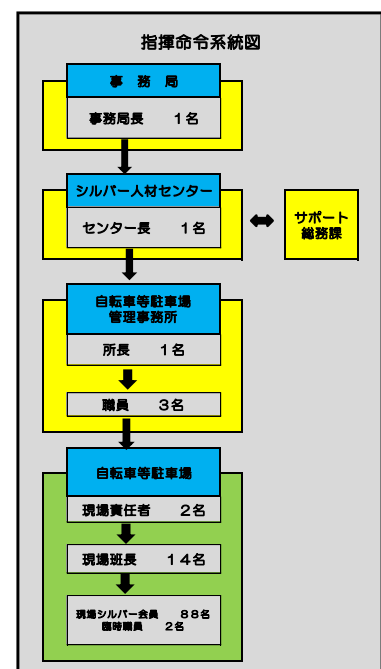 指揮命令系統図
事　務　局
事務局長　　１名
シルバー人材センター
センター長　　１名
サポート
総務課
自転車等駐車場
管理事務所
所長　　１名
職員　　３名
自転車等駐車場
現場責任者　　２名
現場班長　　１４名
現場シルバー会員　　８８名
臨時職員　　２名